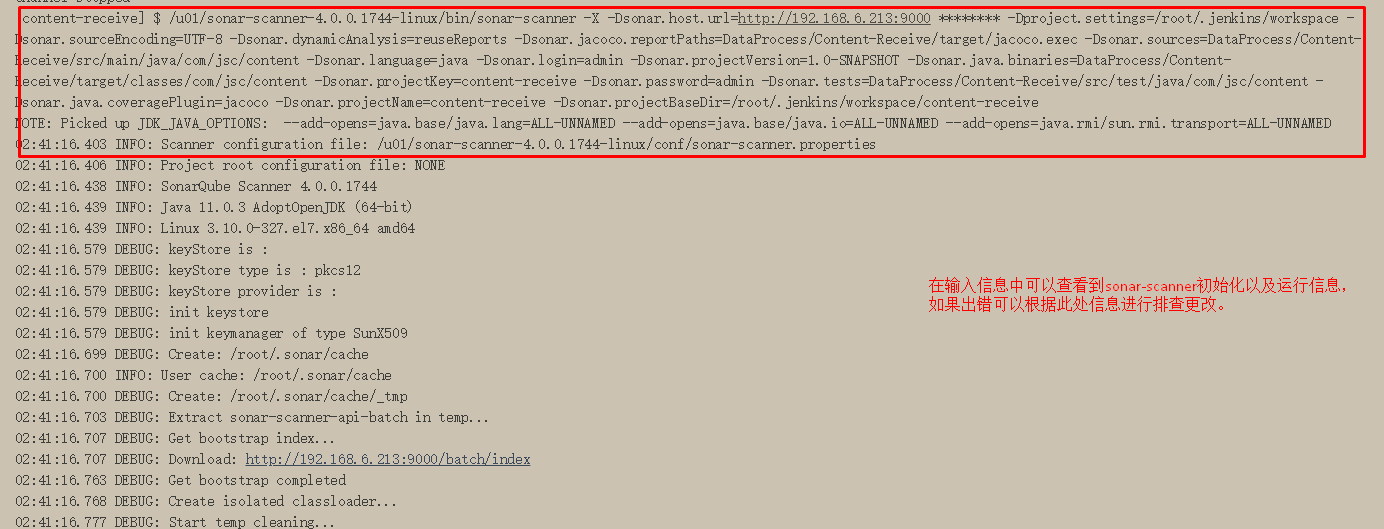 [content-receive] $ /u01/sonar-scanner-4.0.0.1744-linux/bin/sonar-scanner -X -Dsonar.host.url=http://192.168.6.213:9000 ******** -Dproject.settings=/root/.jenkins/workspace -
Dsonar.sourceEncoding=UTF-8 -Dsonar.dynamicAnalysis=reuseReports -Dsonar.jacoco.reportPaths=DataProcess/Content-Receive/target/jacoco.exec -Dsonar.sources=DataProcess/Content-
Receive/src/main/java/com/jsc/content -Dsonar.language=java -Dsonar.login=admin -Dsonar.projectVersion=1.0-SNAPSHOT -Dsonar.java.binaries=DataProcess/Content-
Receive/target/classes/com/jsc/content -Dsonar.projectKey=content-receive -Dsonar.password=admin -Dsonar.tests=DataProcess/Content-Receive/src/test/java/com/jsc/content -
Dsonar.java.coveragePlugin=jacoco -Dsonar.projectName=content-receive -Dsonar.projectBaseDir=/root/.jenkins/workspace/content-receive
NOTE: Picked up JDK_JAVA_OPTIONS:  --add-opens=java.base/java.lang=ALL-UNNAMED --add-opens=java.base/java.io=ALL-UNNAMED --add-opens=java.rmi/sun.rmi.transport=ALL-UNNAMED
02:41:16.403 INFO: Scanner configuration file: /u01/sonar-scanner-4.0.0.1744-linux/conf/sonar-scanner.properties
02:41:16.406 INFO: Project root configuration file: NONE
02:41:16.438 INFO: SonarQube Scanner 4.0.0.1744
02:41:16.439 INFO: Java 11.0.3 AdoptOpenJDK (64-bit)
02:41:16.439 INFO: Linux 3.10.0-327.el7.x86_64 amd64
02:41:16.579 DEBUG: keyStore is :
02:41:16.579 DEBUG: keyStore type is : pkcs12
02:41:16.579 DEBUG: keyStore provider is :
02:41:16.579 DEBUG: init keystore
02:41:16.579 DEBUG: init keymanager of type SunX509
02:41:16.699 DEBUG: Create: /root/.sonar/cache
02:41:16.700 INFO: User cache: /root/.sonar/cache
02:41:16.700 DEBUG: Create: /root/.sonar/cache/_tmp
02:41:16.703 DEBUG: Extract sonar-scanner-api-batch in temp...
02:41:16.707 DEBUG: Get bootstrap index...
02:41:16.707 DEBUG: Download: http://192.168.6.213:9000/batch/index
02:41:16.763 DEBUG: Get bootstrap completed
02:41:16.768 DEBUG: Create isolated classloader...
02:41:16.777 DEBUG: Start temp cleaning...
在输入信息中可以查看到sonar-scanner初始化以及运行信息，
如果出错可以根据此处信息进行排查更改。